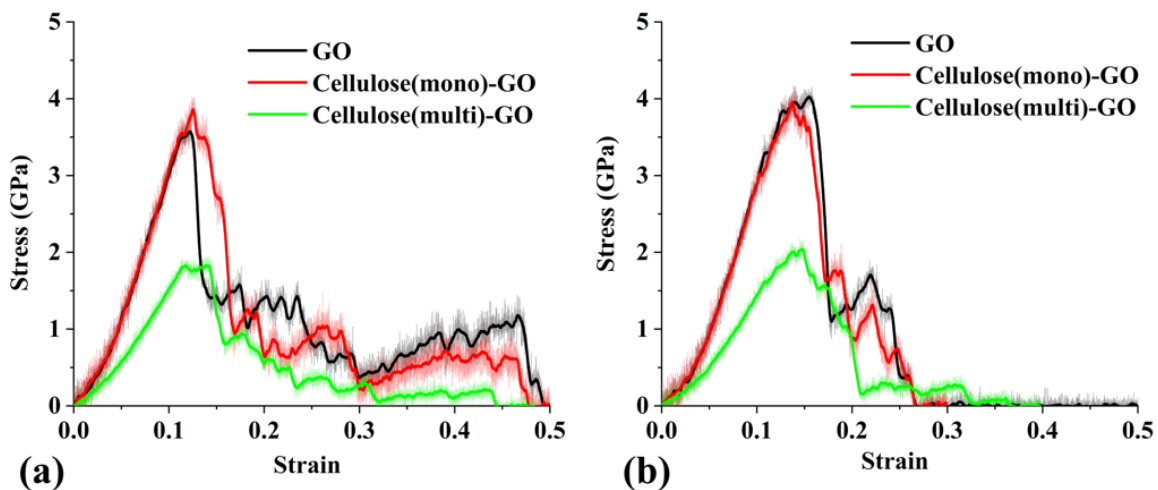 5
4
3
2
1
0
Stress (GPa)
GO
Cellulose(mono)-GO
Cellulose(multi)-GO
0.0 0.1 0.2 0.3 0.4 0.5
Strain
(a)
5
4
3
2
1
0
Stress (GPa)
GO
Cellulose(mono)-GO
Cellulose(multi)-GO
0.0 0.1 0.2 0.3 0.4 0.5
Strain
(b)